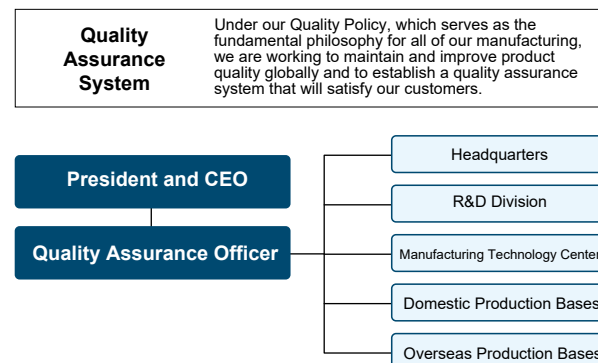 Quality
Assurance
System
Under our Quality Policy, which serves as the
fundamental philosophy for all of our manufacturing,
we are working to maintain and improve product
quality globally and to establish a quality assurance
system that will satisfy our customers.
President and CEO
Quality Assurance Officer
Headquarters
R&D Division
Manufacturing Technology Center
Domestic Production Bases
Overseas Production Bases